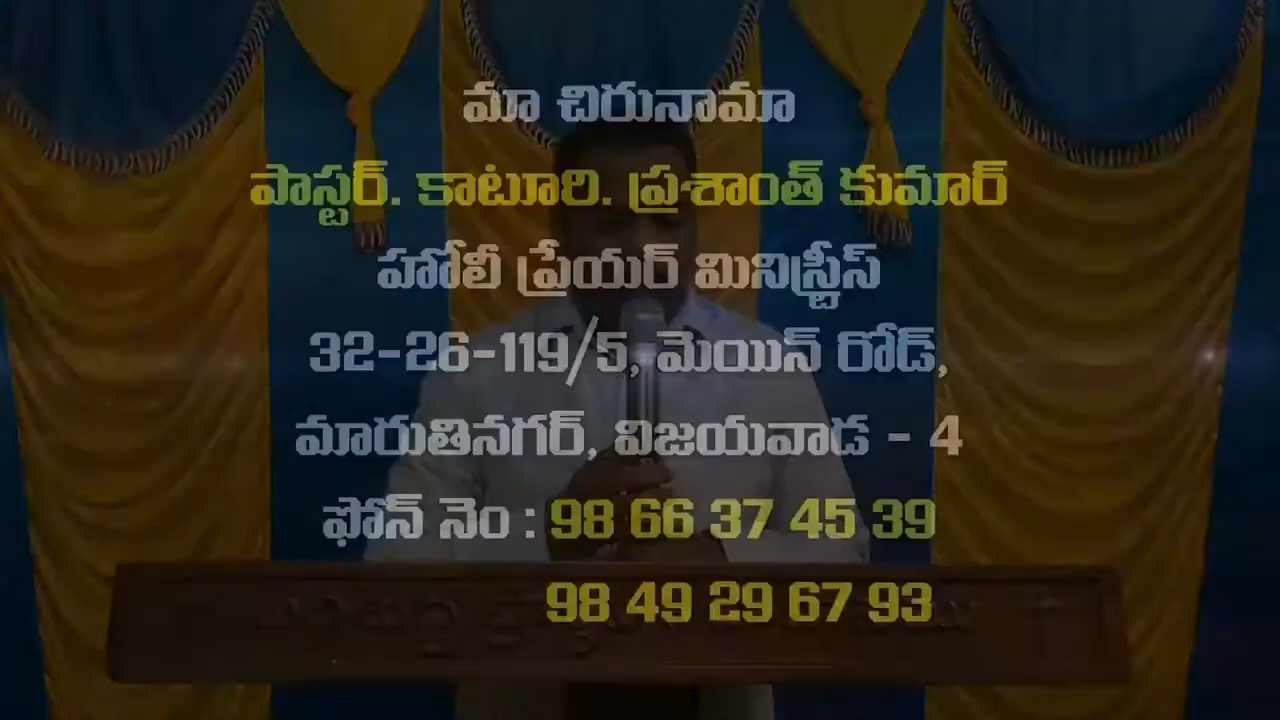 మా చిరునామా
పాస్టర్. కాటూరి. ప్రశాంత్ కుమార్
హోలీ ప్రేయర్ మినిస్ట్రీస్
32-26-119/5, మెయిన్ రోడ్,
మారుతినగర్, విజయవాడ - 4
ఫోన్ నెం : 98 66 37 45 39
98 49 29 67 93